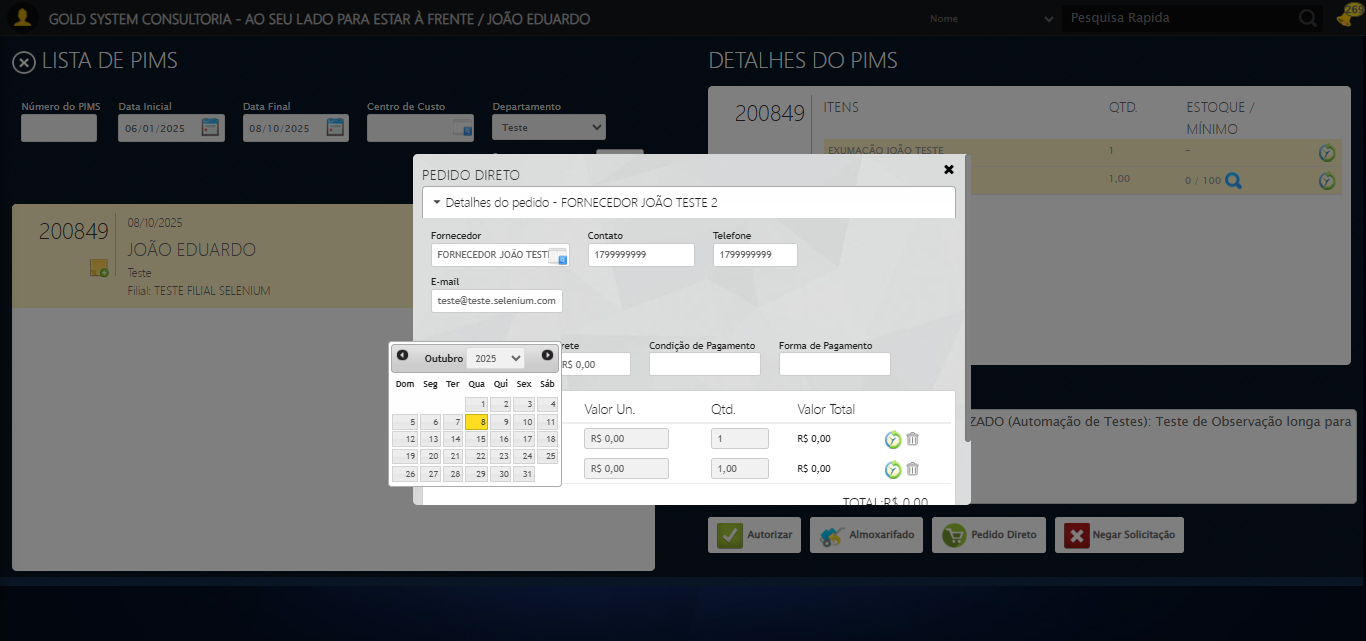 GOLD SYSTEM CONSULTORIA - AO SEU LADO PARA ESTAR À FRENTE / JOÃO EDUARDO
Nome
Pesquisa Rapida
269
LISTA DE PIMS
Número do PIMS
Data Inicial
Data Final
Centro de Custo
Departamento
06/01/2025
08/10/2025
Teste
200849
08/10/2025
JOÃO EDUARDO
Teste
Filial: TESTE FILIAL SELENIUM
DETALHES DO PIMS
200849
ITENS
QTD.
ESTOQUE /
MÍNIMO
EXUMAÇÃO JOÃO TESTE
1
–
1,00
0 / 100
PEDIDO DIRETO
Detalhes do pedido - FORNECEDOR JOÃO TESTE 2
Fornecedor
Contato
Telefone
FORNECEDOR JOÃO TEST
1799999999
1799999999
E-mail
teste@teste.selenium.com
rete
Condição de Pagamento
Forma de Pagamento
R$ 0,00
Outubro
2025
Dom Seg Ter Qua Qui Sex Sáb
1 2 3 4
5 6 7 8 9 10 11
12 13 14 15 16 17 18
19 20 21 22 23 24 25
26 27 28 29 30 31
Valor Un.
Qtd.
Valor Total
R$ 0,00
1
R$ 0,00
R$ 0,00
1,00
R$ 0,00
TOTAL:R$ 0,00
ZADO (Automação de Testes): Teste de Observação longa para
Autorizar
Almoxarifado
Pedido Direto
Negar Solicitação